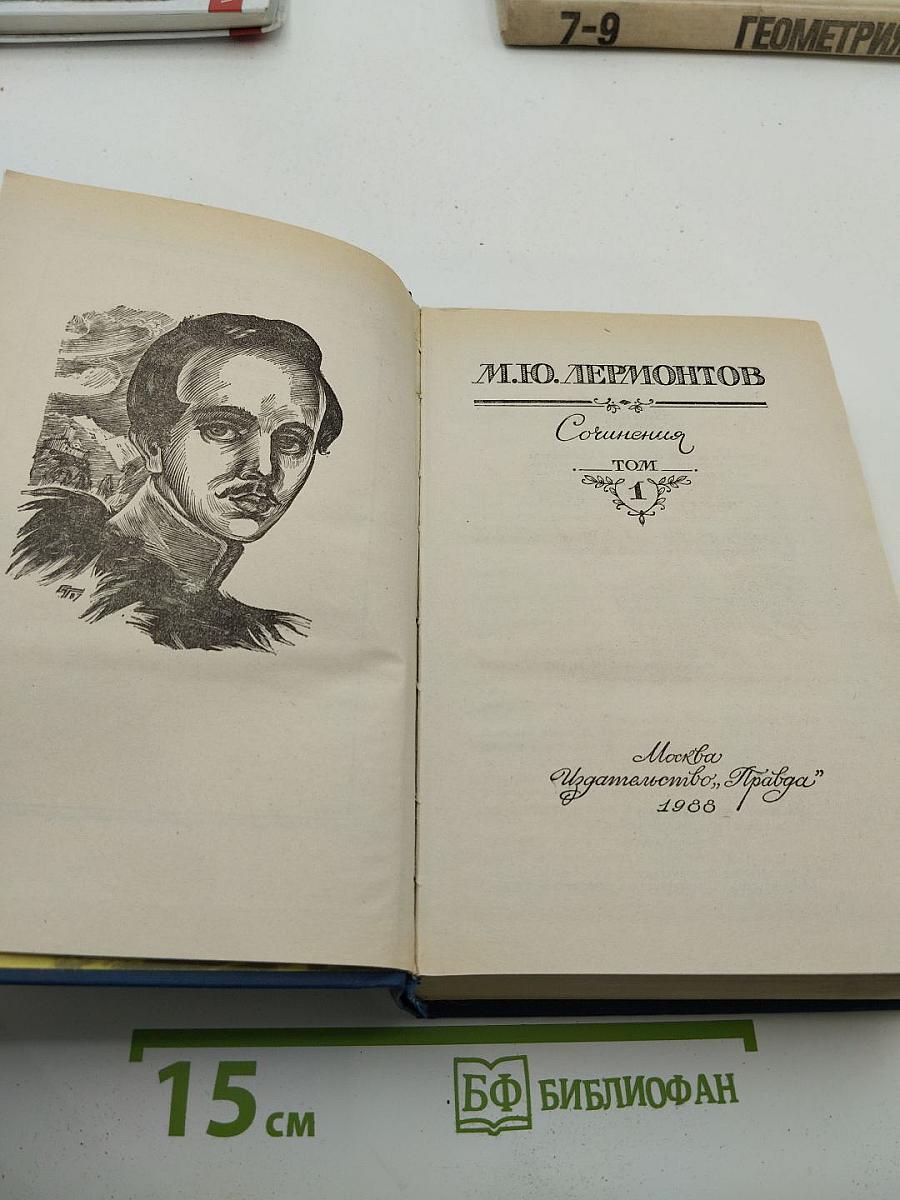 7-9 ГЕОМЕТРИЯ
М.Ю. ЛЕРМОНТОВ
Сочинения
ТОМ
1
Москва
Издательство „Правда”
1988
15 см
БФ БИБЛИОФАН